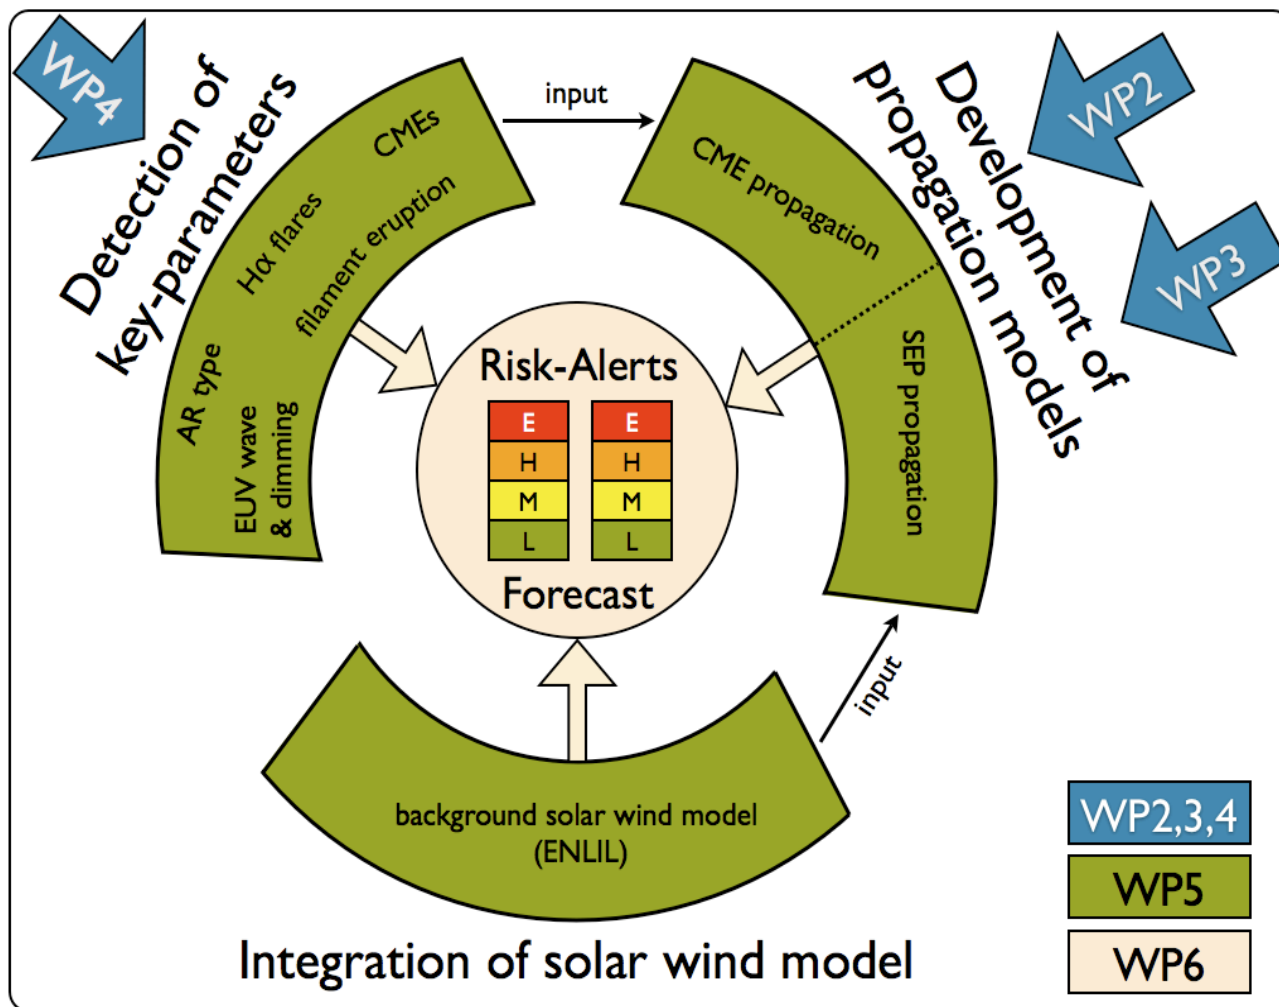 WP4
Detection of
key-parameters
CMEs
Hα flares
filament eruption
AR type
EUV wave
& dimming
input
WP2
WP3
Development of
propagation models
CME propagation
SEP propagation
Risk-Alerts
E E
H H
M M
L L
Forecast
input
background solar wind model
(ENLIL)
Integration of solar wind model
WP2,3,4
WP5
WP6